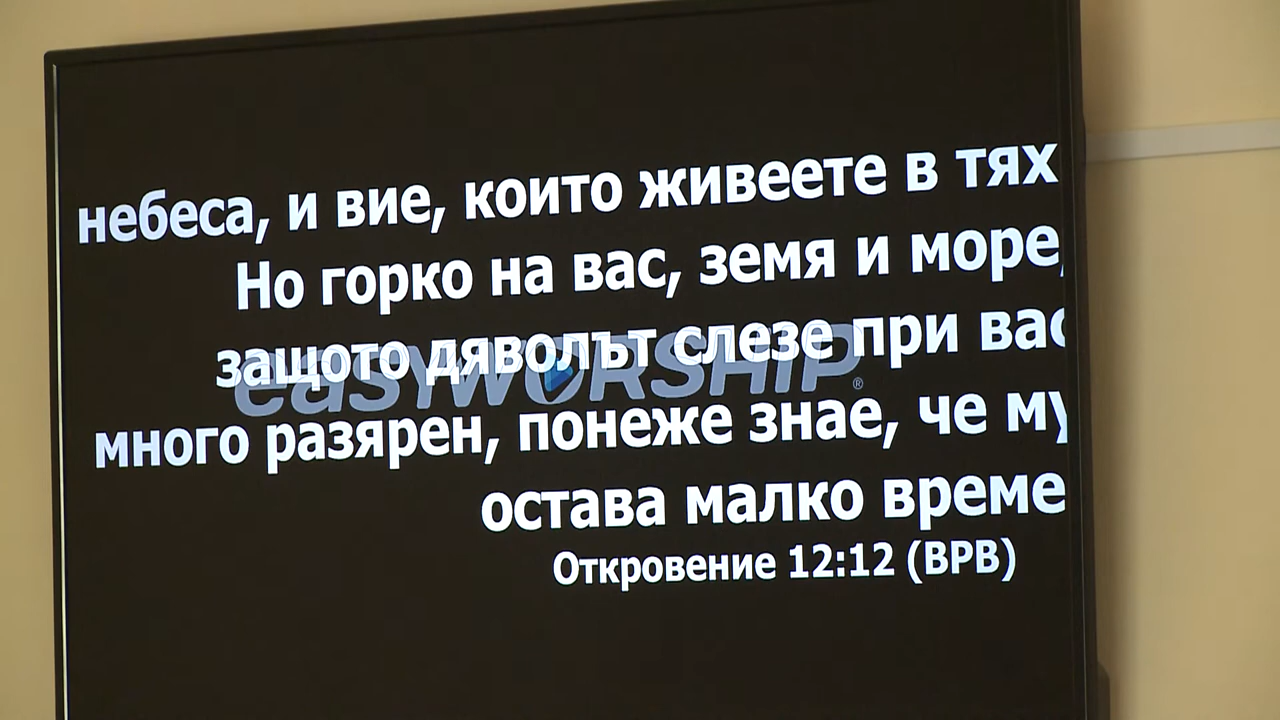 небеса, и вие, които живеете в тях
Но горко на вас, земя и море,
защото дяволът слезе при вас
easyworship®
много разярен, понеже знае, че му
остава малко време
Откровение 12:12 (ВРВ)